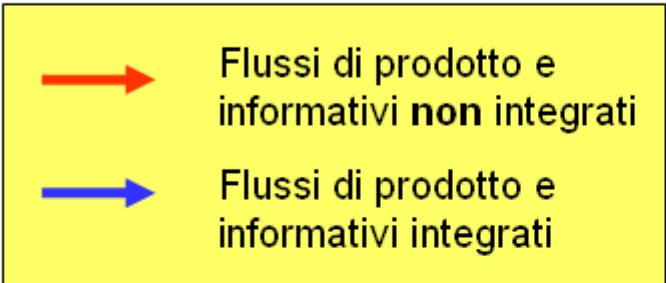 Flussi di prodotto e
informativi non integrati
Flussi di prodotto e
informativi integrati